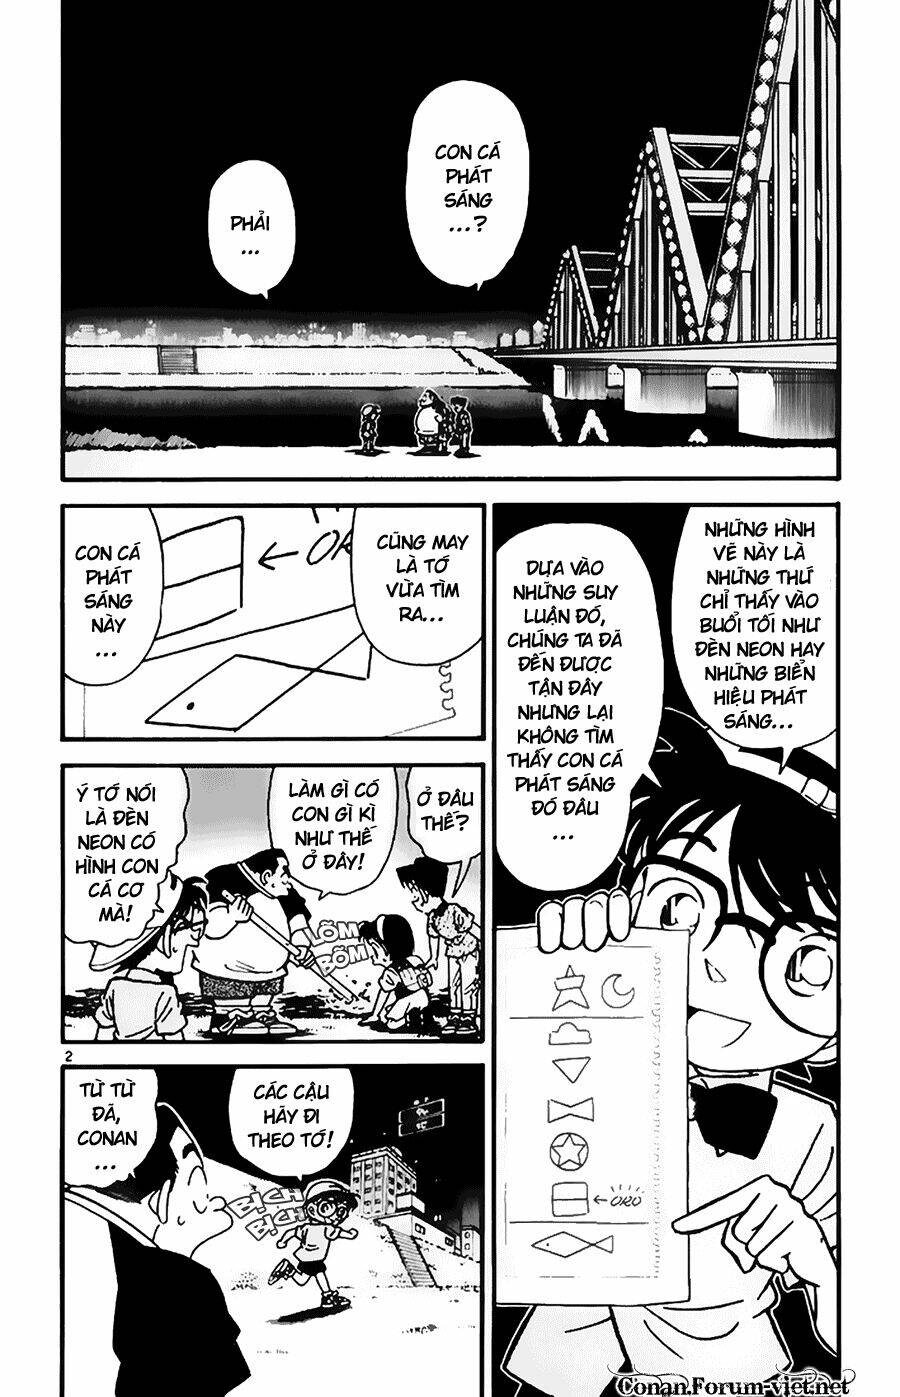 CON CÁ
PHÁT
SÁNG
...?
PHẢI
...
NHỮNG HÌNH
VẼ NÀY LÀ
NHỮNG THỨ
CHỈ THẤY VÀO
BUỔI TỐI NHƯ
ĐÈN NEON HAY
NHỮNG BIỂN
HIỆU PHÁT
SÁNG...
DỰA VÀO
NHỮNG SUY
LUẬN ĐÓ,
CHÚNG TA ĐÃ
ĐẾN ĐƯỢC
TẬN ĐÂY
NHƯNG LẠI
KHÔNG TÌM
THẤY CON CÁ
PHÁT SÁNG
ĐÓ ĐÂU
...
←ORO
CŨNG MAY
LÀ TỚ
VỪA TÌM
RA...
CON CÁ
PHÁT
SÁNG NÀY
...
Ở ĐÂU
THẾ?
LÀM GÌ CÓ
CON GÌ KÌ
NHƯ THẾ
Ở ĐÂY!
Ý TỚ NÓI
LÀ ĐÈN
NEON CÓ
HÌNH CON
CÁ CƠ
MÀ!
LÕM
BÕM
2
CÁC CẬU
HÃY ĐI
THEO TỚ!
TỪ TỪ
ĐÃ,
CONAN
...
BỊCH
BỊCH
Conan.Forum-viet.net